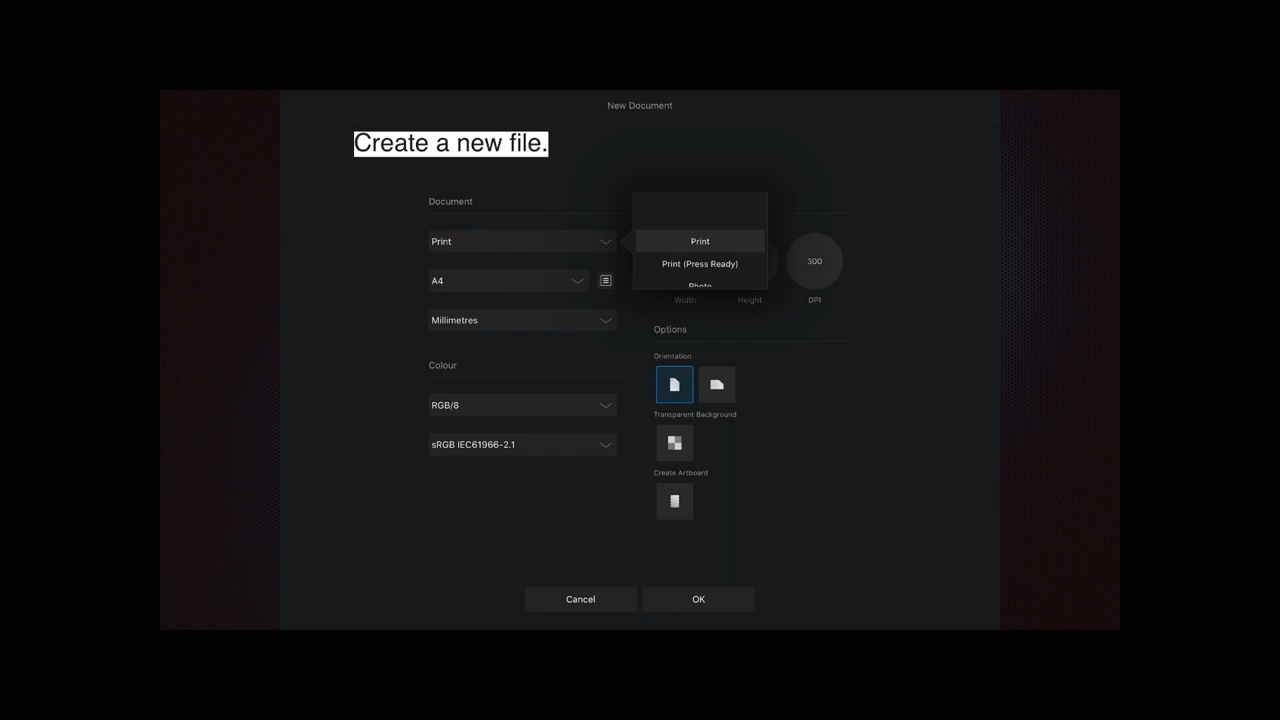 New Document
Create a new file.
Document
Print
A4
Millimetres
Colour
RGB/8
sRGB IEC61966-2.1
Print
Print (Press Ready)
Photo
300
Width
Height
DPI
Options
Orientation
Transparent Background
Create Artboard
Cancel
OK